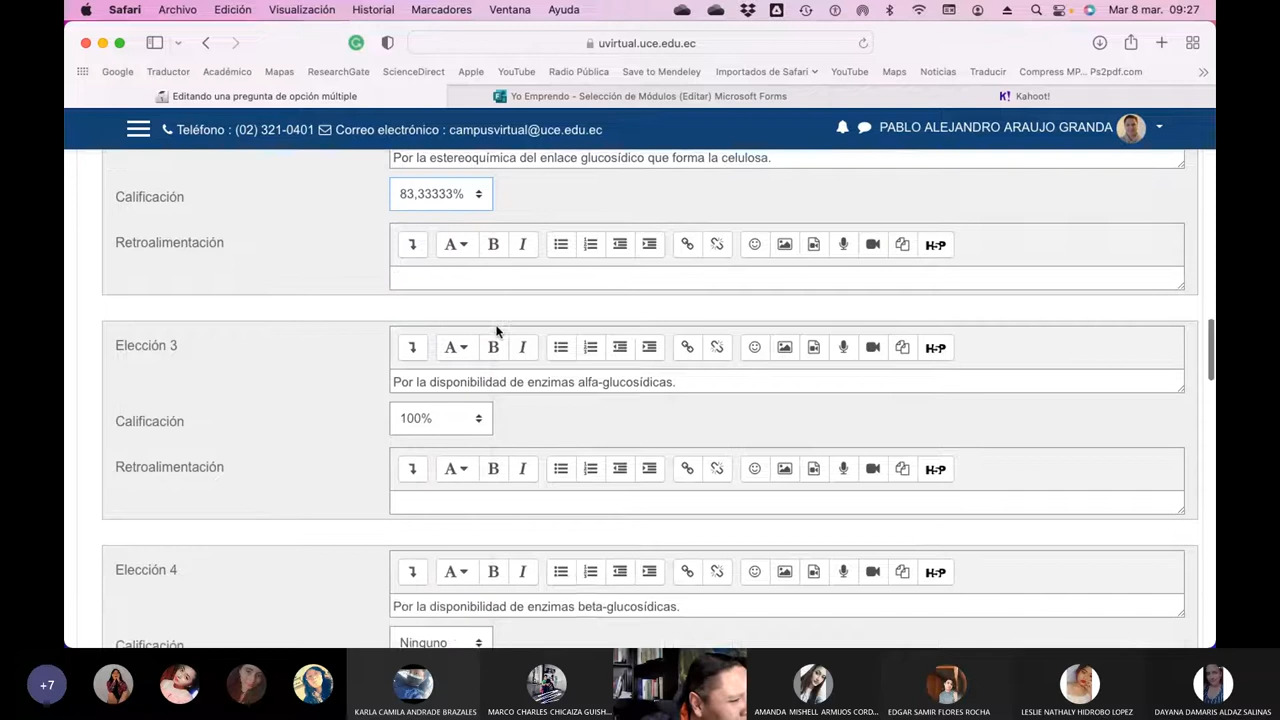 Safari Archivo Edición Visualización Historial Marcadores Ventana Ayuda Mar 8 mar. 09:27
uvirtual.uce.edu.ec
Google Traductor Académico Mapas ResearchGate ScienceDirect Apple YouTube Radio Pública Save to Mendeley Importados de Safari YouTube Maps Noticias Traducir Compress MP... Ps2pdf.com
Editando una pregunta de opción múltiple Yo Emprendo - Selección de Módulos (Editar) Microsoft Forms K! Kahoot!
Teléfono : (02) 321-0401 Correo electrónico : campusvirtual@uce.edu.ec PABLO ALEJANDRO ARAUJO GRANDA
Por la estereoquímica del enlace glucosídico que forma la celulosa.
Calificación 83,33333%
Retroalimentación A B I H-P
Elección 3 A B I H-P
Por la disponibilidad de enzimas alfa-glucosídicas.
Calificación 100%
Retroalimentación A B I H-P
Elección 4 A B I H-P
Por la disponibilidad de enzimas beta-glucosídicas.
Calificación Ninguno
+7
KARLA CAMILA ANDRADE BRAZALES MARCO CHARLES CHICAIZA GUISH... AMANDA MISHELL ARMIJOS CORD... EDGAR SAMIR FLORES ROCHA LESLIE NATHALY HIDROBO LOPEZ DAYANA DAMARIS ALDAZ SALINAS